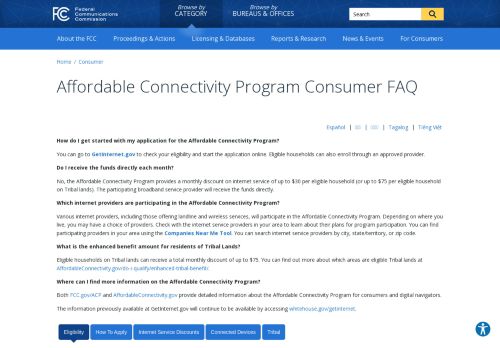 FCC Federal Communications Commission
Browse by CATEGORY
Browse by BUREAUS & OFFICES
Search
About the FCC Proceedings & Actions Licensing & Databases Reports & Research News & Events For Consumers
Home / Consumer
Affordable Connectivity Program Consumer FAQ
Español | | | Tagalog | Tiếng Việt
How do I get started with my application for the Affordable Connectivity Program?
You can go to GetInternet.gov to check your eligibility and start the application online. Eligible households can also enroll through an approved provider.
Do I receive the funds directly each month?
No, the Affordable Connectivity Program provides a monthly discount on internet service of up to $30 per eligible household (or up to $75 per eligible household
on Tribal lands). The participating broadband service provider will receive the funds directly.
Which internet providers are participating in the Affordable Connectivity Program?
Various internet providers, including those offering landline and wireless services, will participate in the Affordable Connectivity Program. Depending on where you
live, you may have a choice of providers. Check with the internet service providers in your area to learn about their plans for program participation. You can find
participating providers in your area using the Companies Near Me Tool. You can search internet service providers by city, state/territory, or zip code.
What is the enhanced benefit amount for residents of Tribal Lands?
Eligible households on Tribal lands can receive a total monthly discount of up to $75. You can find out more about which areas are eligible Tribal lands at
AffordableConnectivity.gov/do-i-qualify/enhanced-tribal-benefit/.
Where can I find more information on the Affordable Connectivity Program?
Both FCC.gov/ACP and AffordableConnectivity.gov provide detailed information about the Affordable Connectivity Program for consumers and digital navigators.
The information previously available at GetInternet.gov will continue to be available by accessing whitehouse.gov/getinternet.
Eligibility How To Apply Internet Service Discounts Connected Devices Tribal